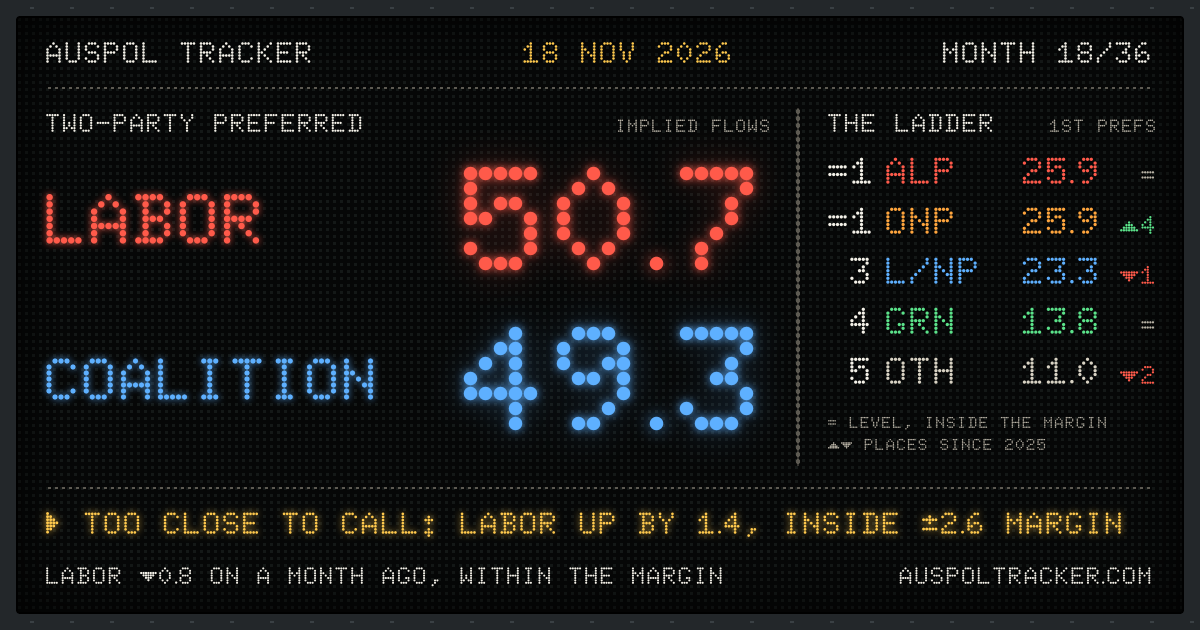 AUSPOL TRACKER 18 NOV 2026 MONTH 18/36
TWO-PARTY PREFERRED IMPLIED FLOWS
LABOR 50.7
COALITION 49.3
THE LADDER 1ST PREFS
=1 ALP 25.9 =
=1 ONP 25.9 ▲4
3 L/NP 23.3 ▼1
4 GRN 13.8 =
5 OTH 11.0 ▼2
= LEVEL, INSIDE THE MARGIN
▲▼ PLACES SINCE 2025
▶ TOO CLOSE TO CALL: LABOR UP BY 1.4, INSIDE ±2.6 MARGIN
LABOR ▼0.8 ON A MONTH AGO, WITHIN THE MARGIN AUSPOLTRACKER.COM